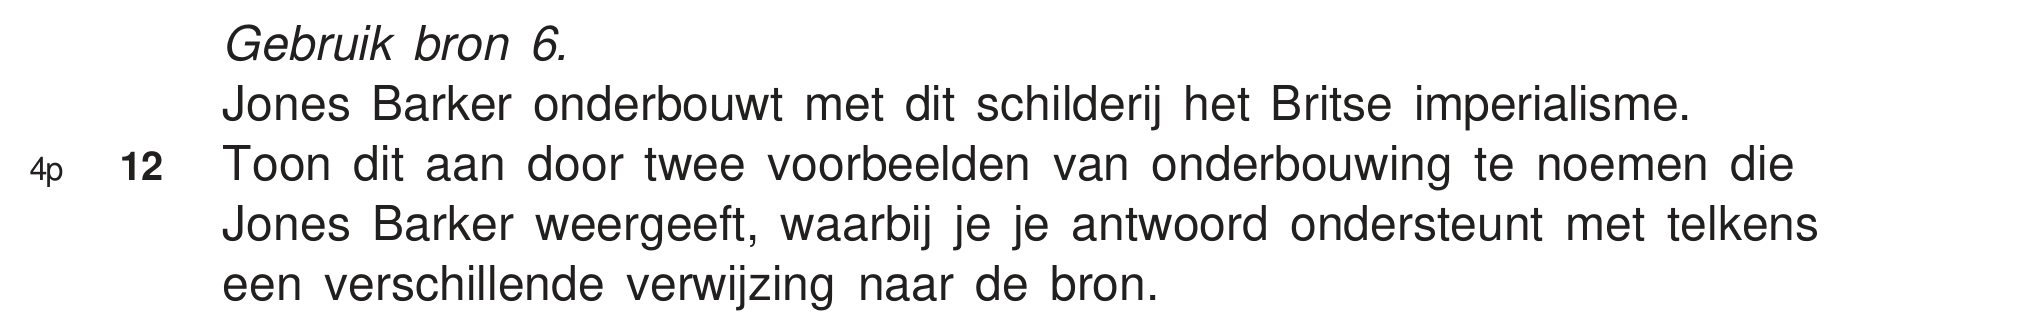 Gebruik bron 6.
Jones Barker onderbouwt met dit schilderij het Britse imperialisme.
4p 12 Toon dit aan door twee voorbeelden van onderbouwing te noemen die
Jones Barker weergeeft, waarbij je je antwoord ondersteunt met telkens
een verschillende verwijzing naar de bron.